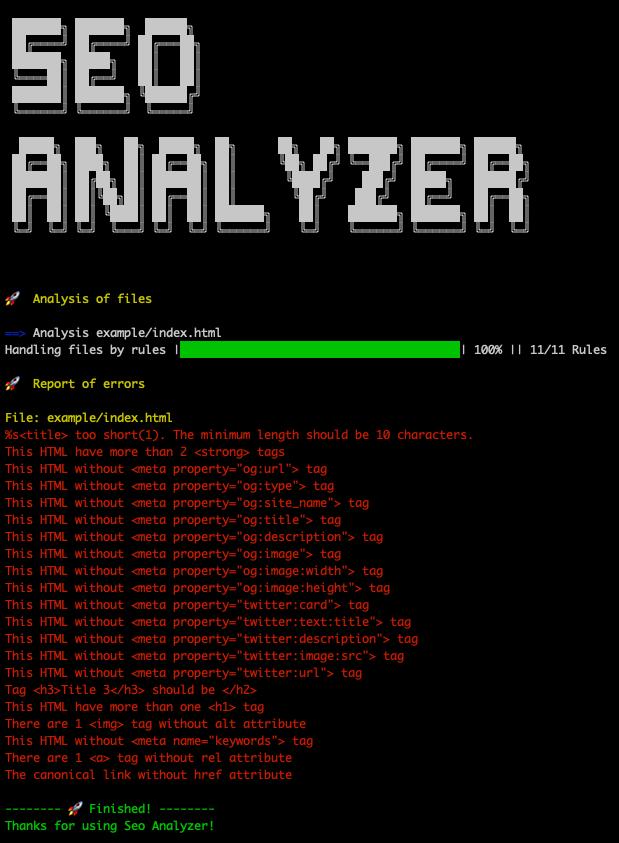 SEO
ANALYZER
🚀 Analysis of files
==> Analysis example/index.html
Handling files by rules | | 100% || 11/11 Rules
🚀 Report of errors
File: example/index.html
%s<title> too short(1). The minimum length should be 10 characters.
This HTML have more than 2 <strong> tags
This HTML without <meta property="og:url"> tag
This HTML without <meta property="og:type"> tag
This HTML without <meta property="og:site_name"> tag
This HTML without <meta property="og:title"> tag
This HTML without <meta property="og:description"> tag
This HTML without <meta property="og:image"> tag
This HTML without <meta property="og:image:width"> tag
This HTML without <meta property="og:image:height"> tag
This HTML without <meta property="twitter:card"> tag
This HTML without <meta property="twitter:text:title"> tag
This HTML without <meta property="twitter:description"> tag
This HTML without <meta property="twitter:image:src"> tag
This HTML without <meta property="twitter:url"> tag
Tag <h3>Title 3</h3> should be </h2>
This HTML have more than one <h1> tag
There are 1 <img> tag without alt attribute
This HTML without <meta name="keywords"> tag
There are 1 <a> tag without rel attribute
The canonical link without href attribute
-------- 🚀 Finished! --------
Thanks for using Seo Analyzer!